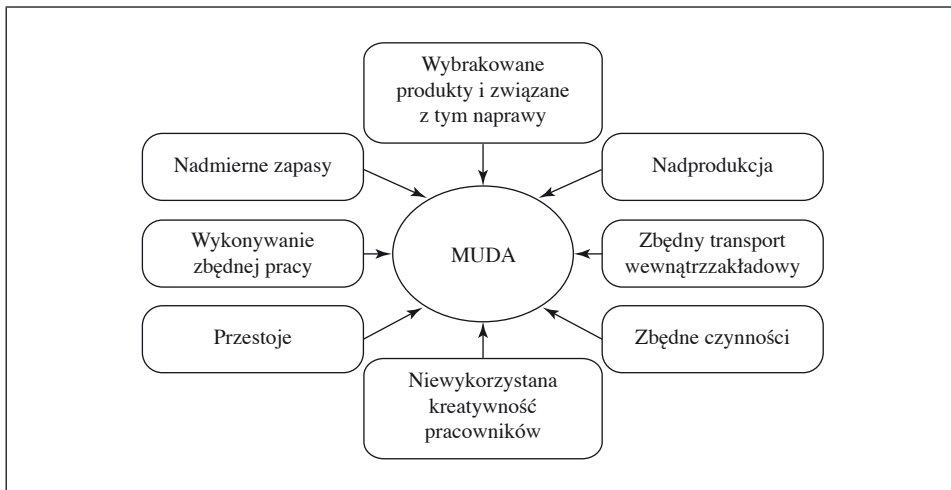 Wybrakowane
produkty i związane
z tym naprawy
Nadmierne zapasy
Nadprodukcja
Wykonywanie
zbędnej pracy
MUDA
Zbędny transport
wewnątrzzakładowy
Przestoje
Zbędne czynności
Niewykorzystana
kreatywność
pracowników